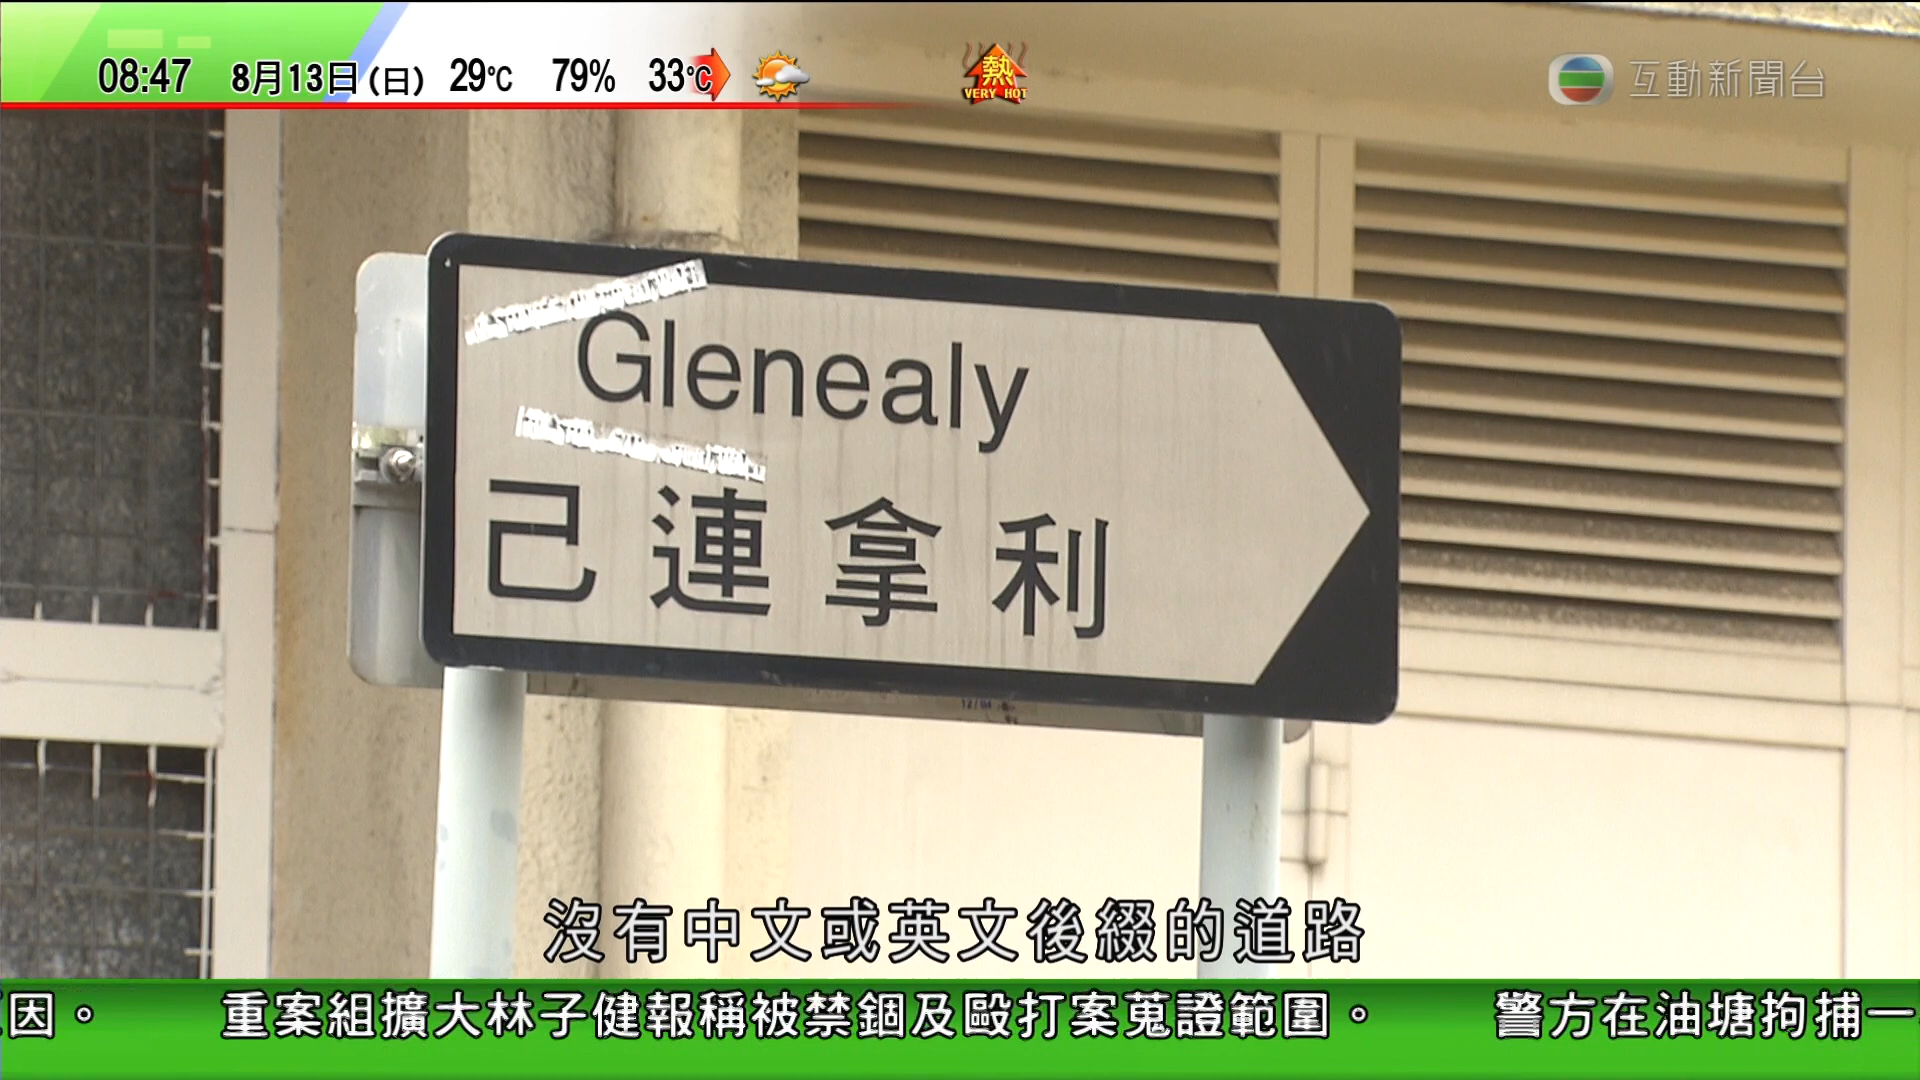 08:47 8月13日(日) 29℃ 79% 33℃
熱
VERY HOT
互動新聞台
Glenealy
己連拿利
沒有中文或英文後綴的道路
因。 重案組擴大林子健報稱被禁錮及毆打案蒐證範圍。 警方在油塘拘捕一